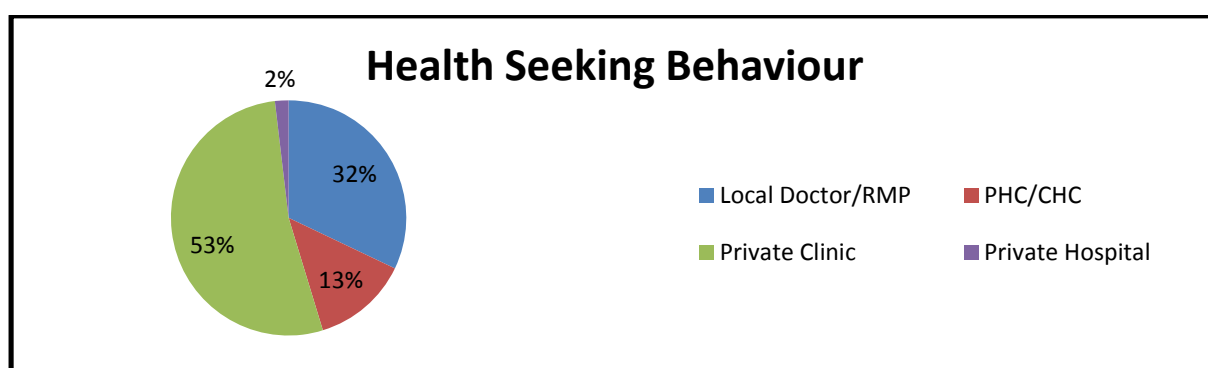 Health Seeking Behaviour
2%
32%
53%
13%
Local Doctor/RMP
PHC/CHC
Private Clinic
Private Hospital